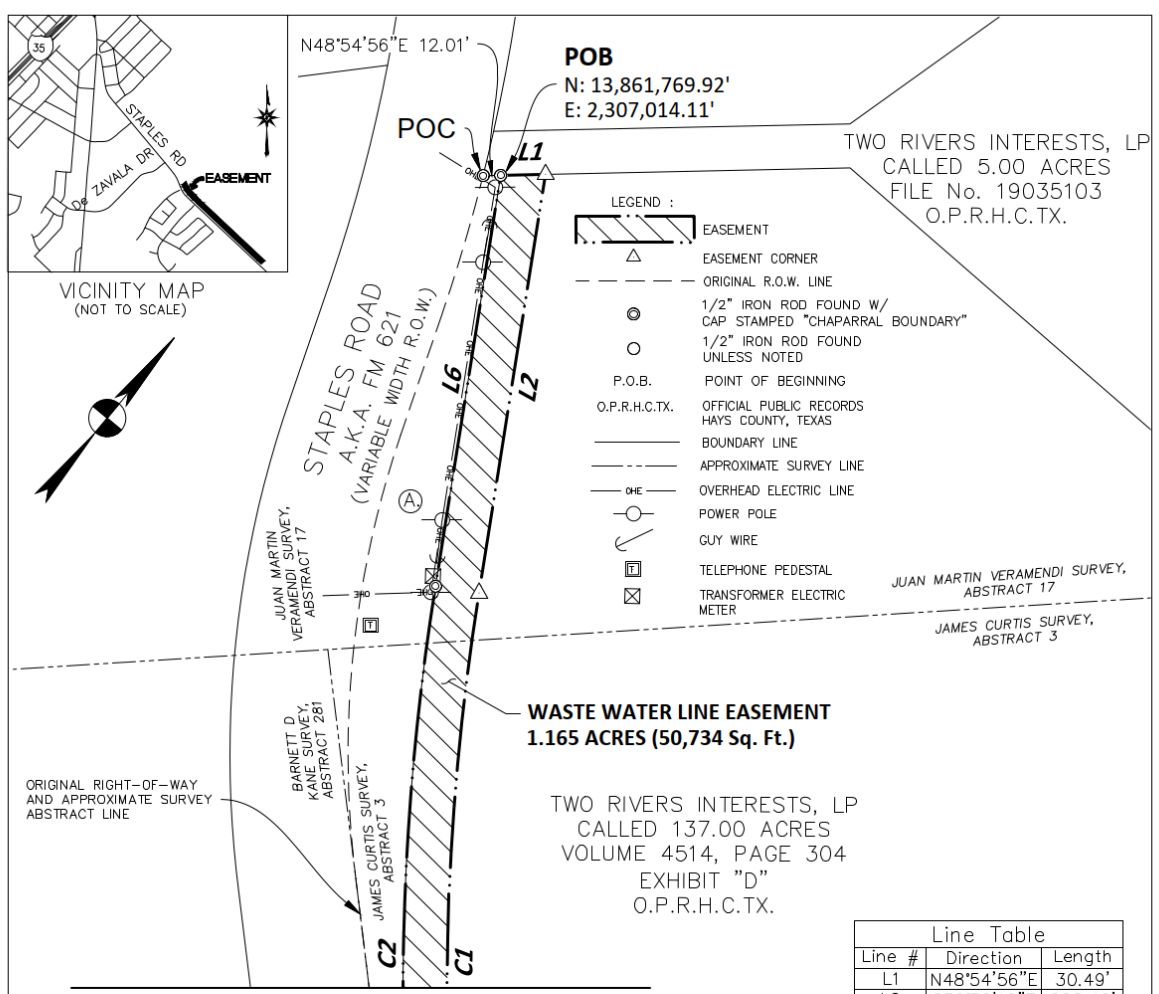 35
STAPLES RD
De ZAVALA DR
EASEMENT
VICINITY MAP
(NOT TO SCALE)
N48°54'56"E 12.01'
POB
N: 13,861,769.92'
E: 2,307,014.11'
POC
L1
TWO RIVERS INTERESTS, LP
CALLED 5.00 ACRES
FILE No. 19035103
O.P.R.H.C.TX.
LEGEND :
EASEMENT
EASEMENT CORNER
ORIGINAL R.O.W. LINE
1/2" IRON ROD FOUND W/
CAP STAMPED "CHAPARRAL BOUNDARY"
1/2" IRON ROD FOUND
UNLESS NOTED
P.O.B. POINT OF BEGINNING
O.P.R.H.C.TX. OFFICIAL PUBLIC RECORDS
HAYS COUNTY, TEXAS
BOUNDARY LINE
APPROXIMATE SURVEY LINE
OHE OVERHEAD ELECTRIC LINE
POWER POLE
GUY WIRE
T TELEPHONE PEDESTAL
TRANSFORMER ELECTRIC
METER
STAPLES ROAD
A.K.A. FM 621
(VARIABLE WIDTH R.O.W.)
L6
L2
OHE
OHE
OHE
OHE
OHE
OHE
OHE
OHE
OHE
A.
T
JUAN MARTIN
VERAMENDI SURVEY,
ABSTRACT 17
JUAN MARTIN VERAMENDI SURVEY,
ABSTRACT 17
JAMES CURTIS SURVEY,
ABSTRACT 3
WASTE WATER LINE EASEMENT
1.165 ACRES (50,734 Sq. Ft.)
BARNETT D
KANE SURVEY,
ABSTRACT 281
ORIGINAL RIGHT-OF-WAY
AND APPROXIMATE SURVEY
ABSTRACT LINE
JAMES CURTIS SURVEY,
ABSTRACT 3
TWO RIVERS INTERESTS, LP
CALLED 137.00 ACRES
VOLUME 4514, PAGE 304
EXHIBIT "D"
O.P.R.H.C.TX.
C2
C1
Line Table
Line # Direction Length
L1 N48°54'56"E 30.49'